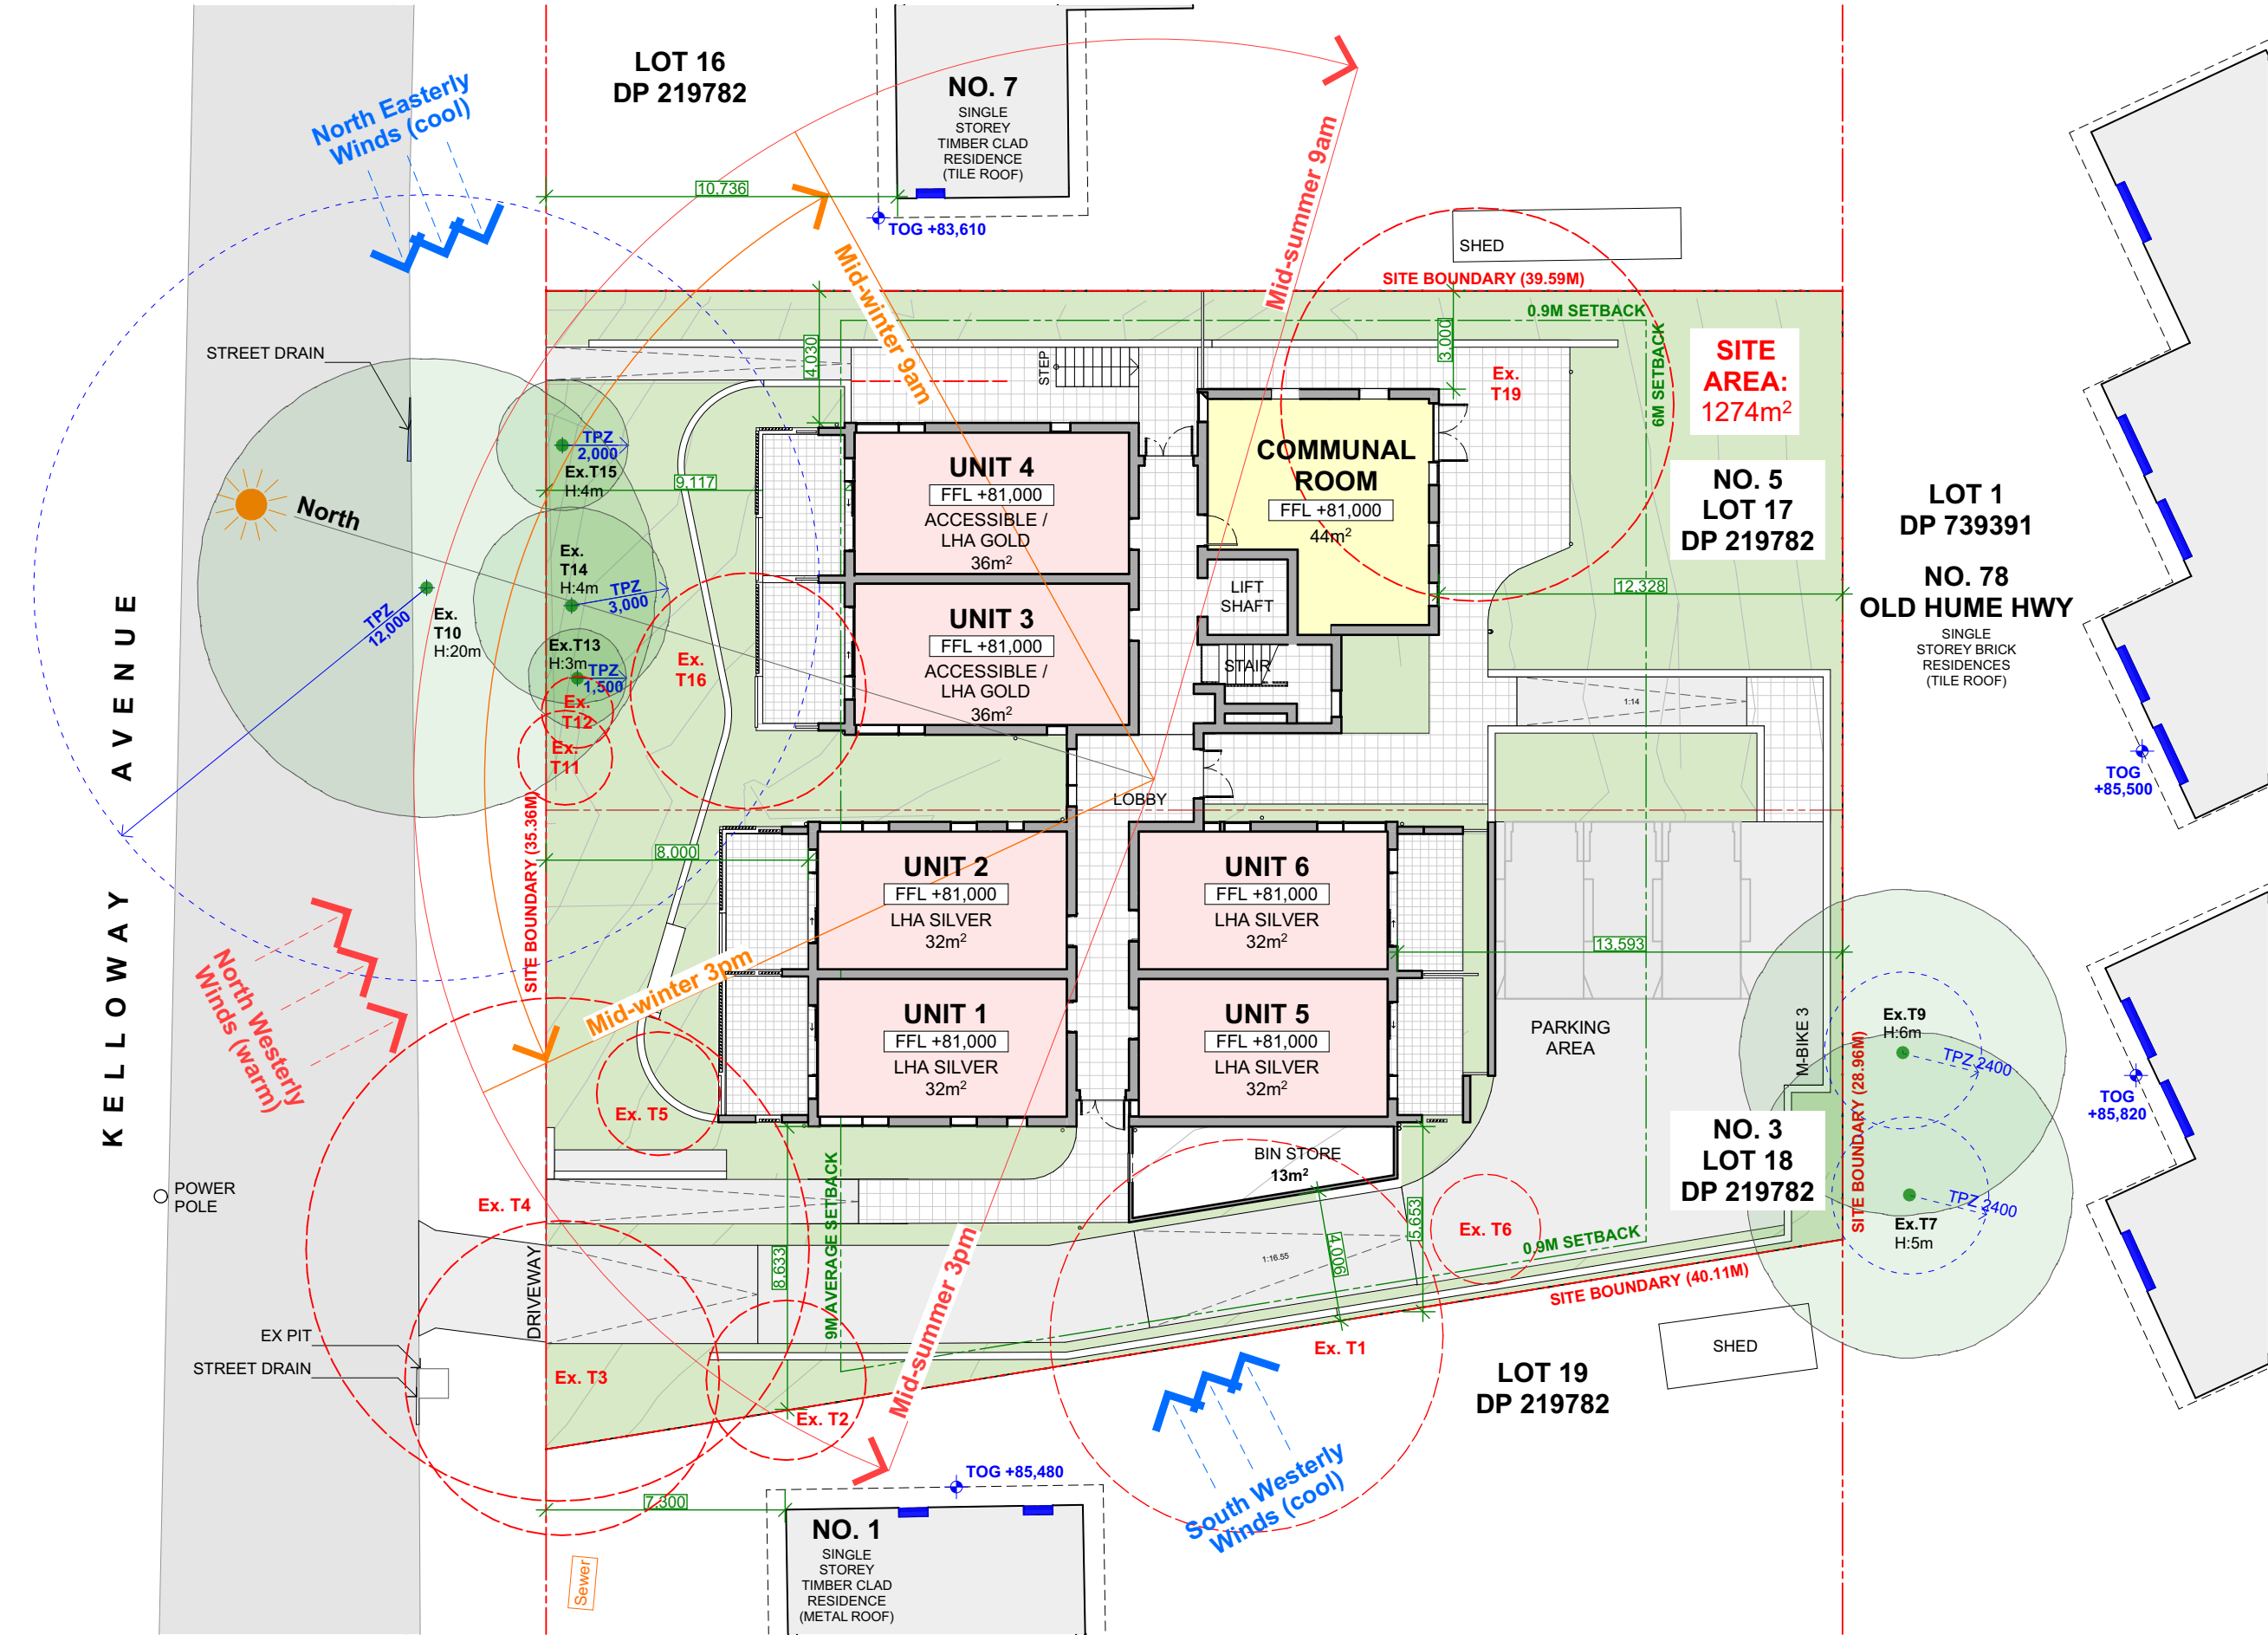 LOT 16
DP 219782
NO. 7
SINGLE
STOREY
TIMBER CLAD
RESIDENCE
(TILE ROOF)
North Easterly
Winds (cool)
10,736
TOG +83,610
Mid-summer 9am
Mid-winter 9am
SHED
SITE BOUNDARY (39.59M)
0.9M SETBACK
6M SETBACK
SITE
AREA:
1274m²
STREET DRAIN
4,030
STEP
3,000
Ex.
T19
TPZ
2,000
Ex.T15
H:4m
9,117
North
UNIT 4
FFL +81,000
ACCESSIBLE /
LHA GOLD
36m²
COMMUNAL
ROOM
FFL +81,000
44m²
NO. 5
LOT 17
DP 219782
LOT 1
DP 739391
NO. 78
OLD HUME HWY
SINGLE
STOREY BRICK
RESIDENCES
(TILE ROOF)
Ex.
T14
H:4m
TPZ
3,000
TPZ
12,000
Ex.
T10
H:20m
Ex.T13
H:3m
TPZ
1,500
Ex.
T12
Ex.
T11
Ex.
T16
UNIT 3
FFL +81,000
ACCESSIBLE /
LHA GOLD
36m²
LIFT
SHAFT
STAIR
12,328
1:14
TOG
+85,500
KELLOWAY AVENUE
SITE BOUNDARY (35.36M)
LOBBY
8,000
UNIT 2
FFL +81,000
LHA SILVER
32m²
UNIT 6
FFL +81,000
LHA SILVER
32m²
13,593
North Westerly
Winds (warm)
Mid-winter 3pm
UNIT 1
FFL +81,000
LHA SILVER
32m²
UNIT 5
FFL +81,000
LHA SILVER
32m²
PARKING
AREA
M-BIKE 3
Ex.T9
H:6m
TPZ 2400
SITE BOUNDARY (28.96M)
TOG
+85,820
Ex. T5
NO. 3
LOT 18
DP 219782
BIN STORE
13m²
POWER
POLE
Ex. T4
9M AVERAGE SETBACK
Ex. T6
5,653
4,006
TPZ 2400
Ex.T7
H:5m
0.9M SETBACK
1:16.55
8,633
DRIVEWAY
Mid-summer 3pm
SITE BOUNDARY (40.11M)
EX PIT
STREET DRAIN
Ex. T3
Ex. T2
Ex. T1
SHED
LOT 19
DP 219782
TOG +85,480
South Westerly
Winds (cool)
7,300
NO. 1
SINGLE
STOREY
TIMBER CLAD
RESIDENCE
(METAL ROOF)
Sewer